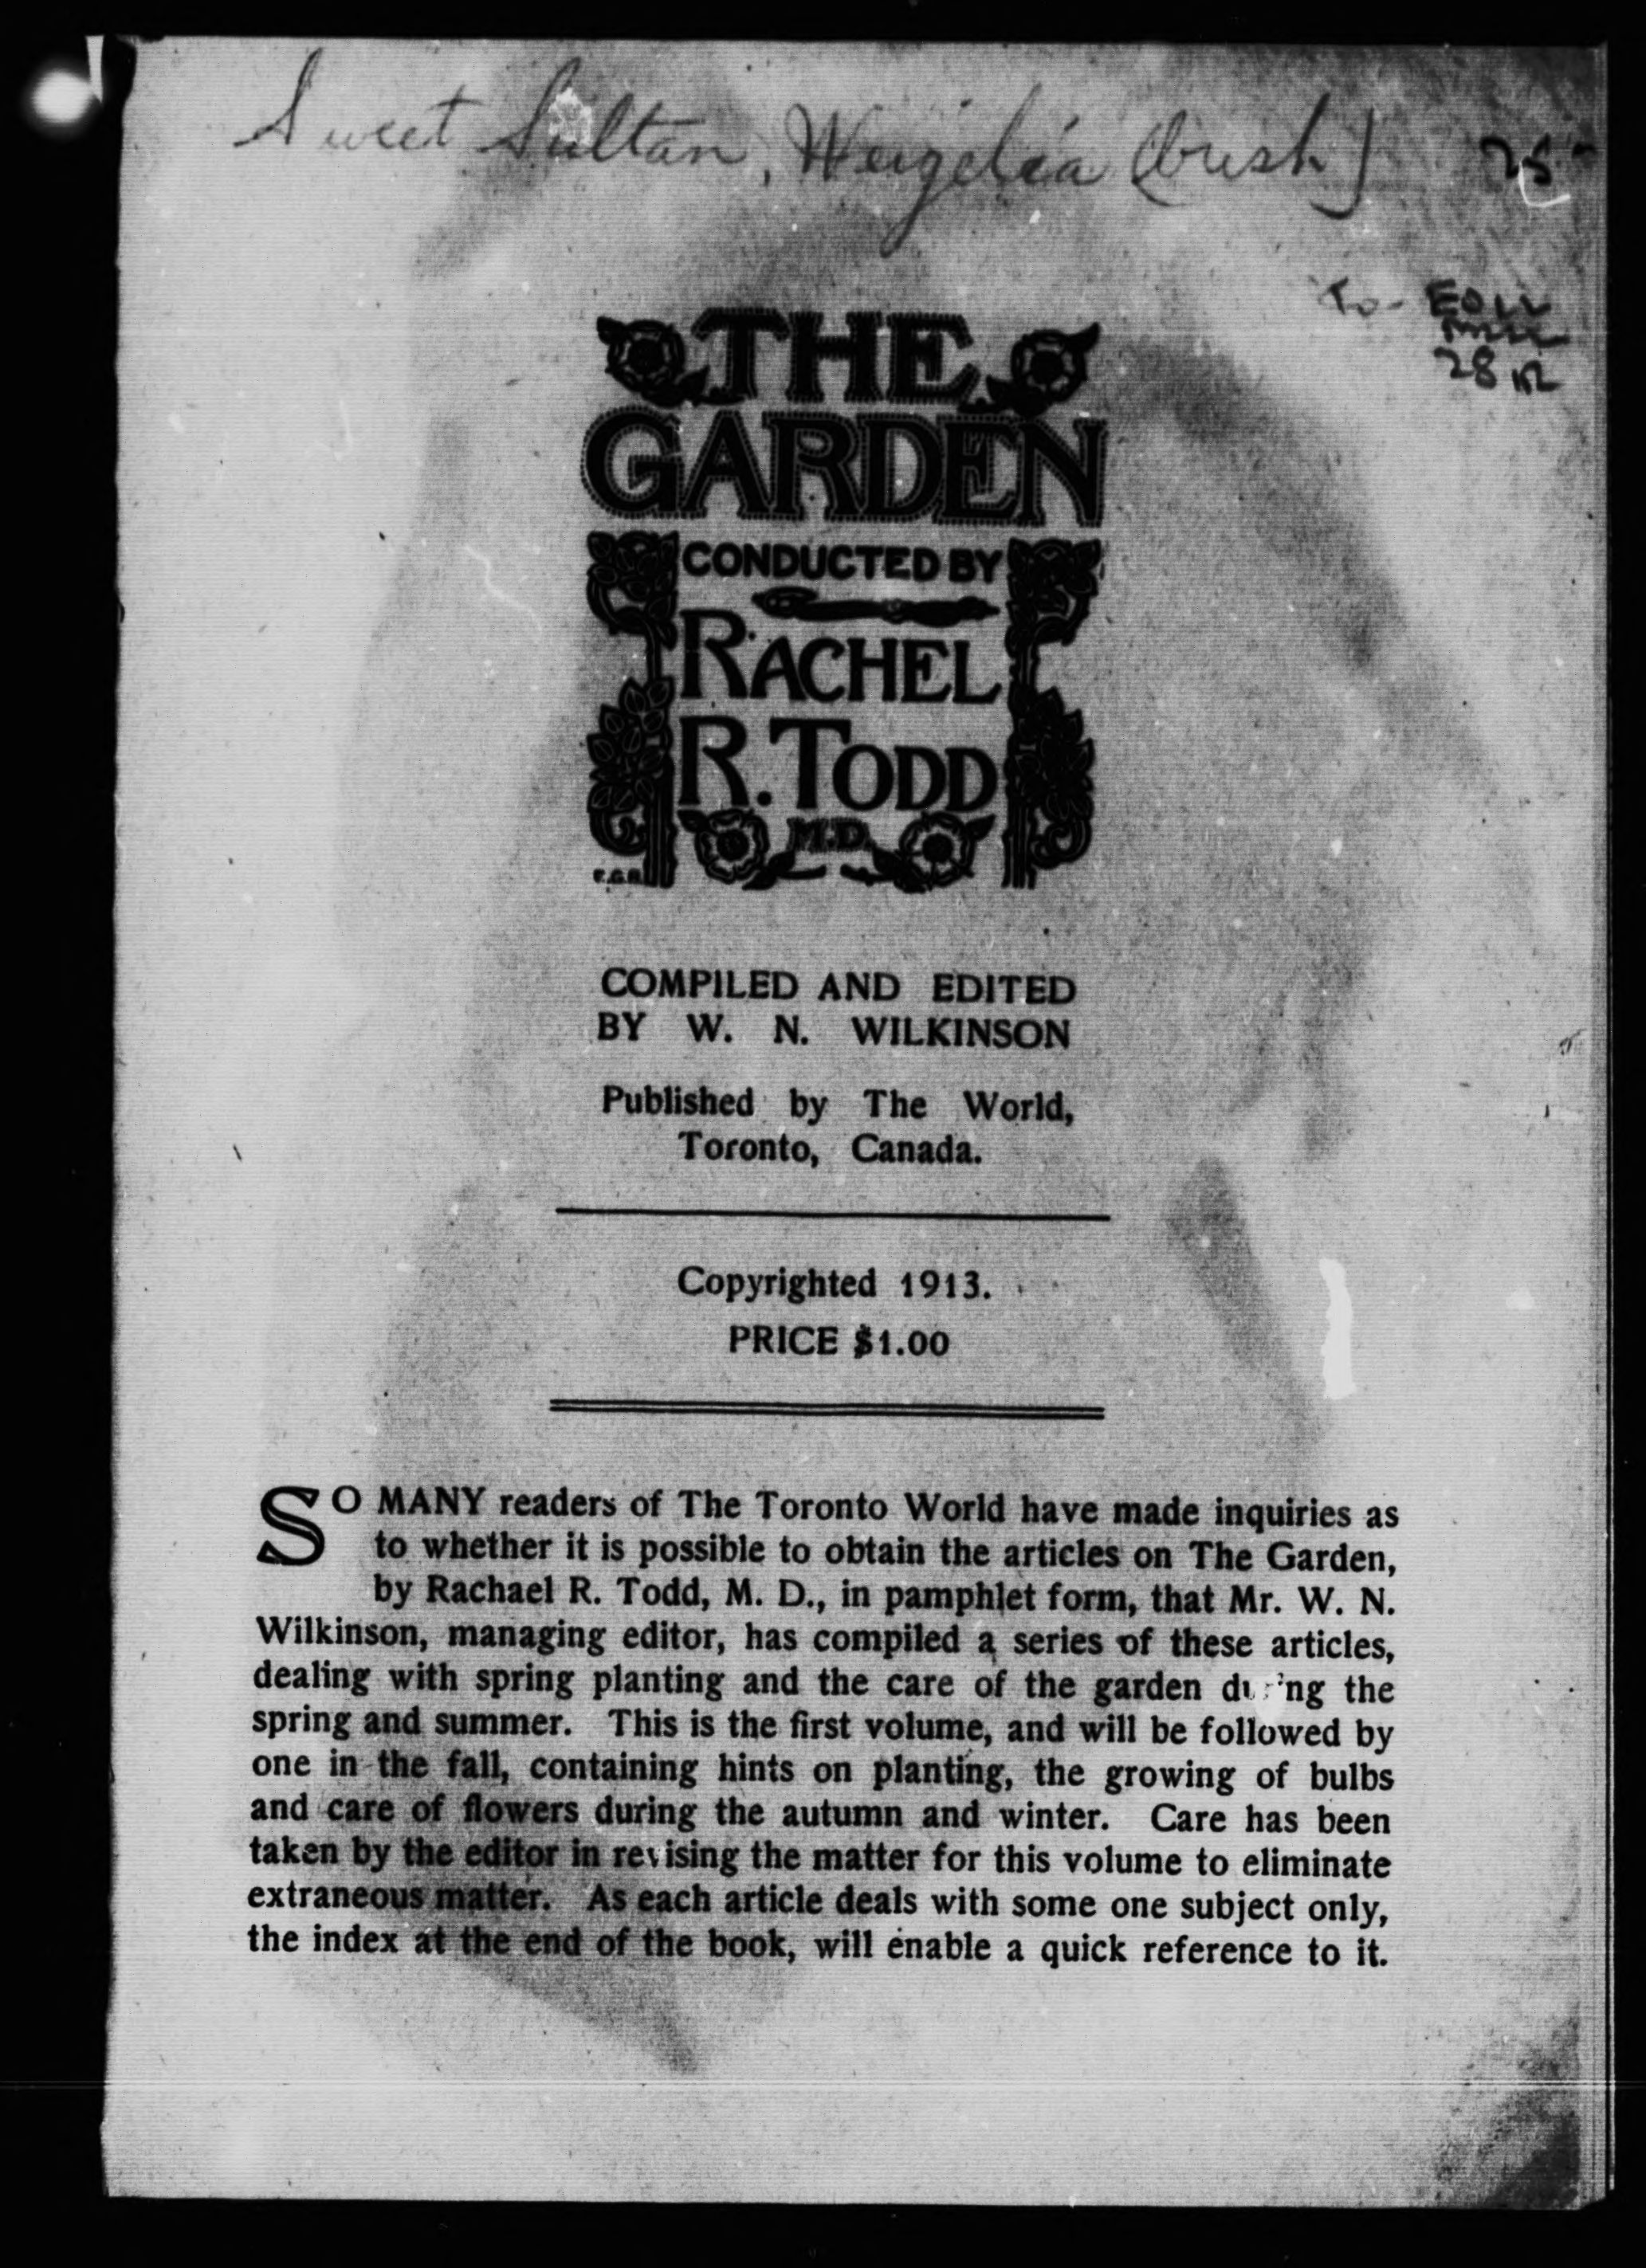 Sweet Sultan, Weigelia (bush)
25
To-
28
THE
GARDEN
CONDUCTED BY
RACHEL
R. TODD
M.D.
COMPILED AND EDITED
BY W. N. WILKINSON
Published by The World,
Toronto, Canada.
Copyrighted 1913.
PRICE $1.00
SO MANY readers of The Toronto World have made inquiries as
to whether it is possible to obtain the articles on The Garden,
by Rachael R. Todd, M. D., in pamphlet form, that Mr. W. N.
Wilkinson, managing editor, has compiled a series of these articles,
dealing with spring planting and the care of the garden during the
spring and summer. This is the first volume, and will be followed by
one in the fall, containing hints on planting, the growing of bulbs
and care of flowers during the autumn and winter. Care has been
taken by the editor in revising the matter for this volume to eliminate
extraneous matter. As each article deals with some one subject only,
the index at the end of the book, will enable a quick reference to it.